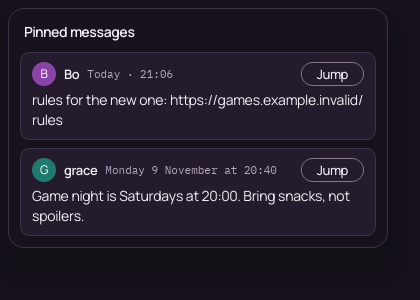 Pinned messages
B Bo Today · 21:06 Jump
rules for the new one: https://games.example.invalid/
rules
G grace Monday 9 November at 20:40 Jump
Game night is Saturdays at 20:00. Bring snacks, not
spoilers.